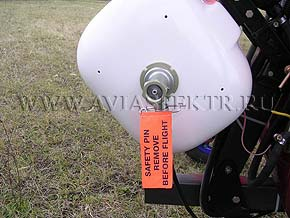 © WWW.AVIASPEKTR.RU
SAFETY PIN
REMOVE
BEFORE FLIGHT